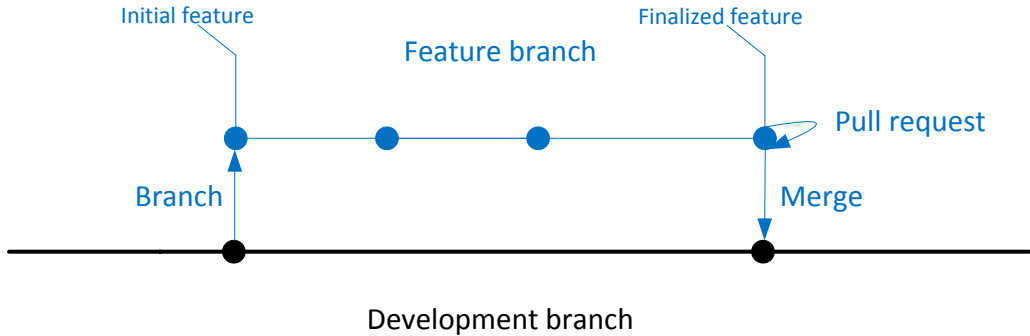 Initial feature
Finalized feature
Feature branch
Pull request
Branch
Merge
Development branch